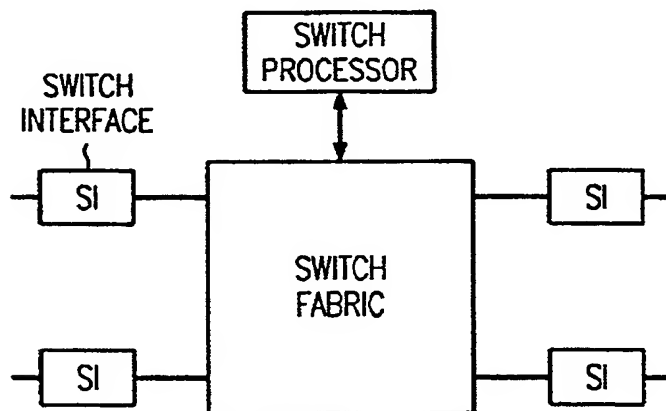 SWITCH
PROCESSOR
SWITCH
INTERFACE
SI
SI
SWITCH
FABRIC
SI
SI